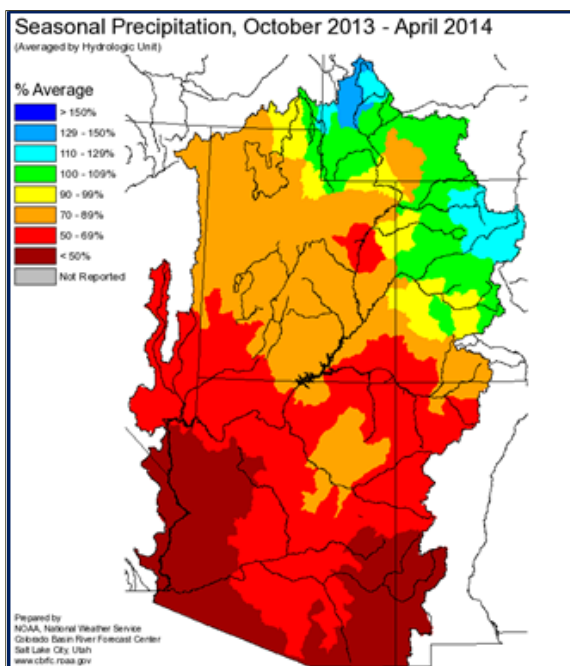 Seasonal Precipitation, October 2013 - April 2014
(Averaged by Hydrologic Unit)
% Average
> 150%
129 - 150%
110 - 129%
100 - 109%
90 - 99%
70 - 89%
50 - 69%
< 50%
Not Reported
Prepared by
NOAA, National Weather Service
Colorado Basin River Forecast Center
Salt Lake City, Utah
www.cbrfc.noaa.gov